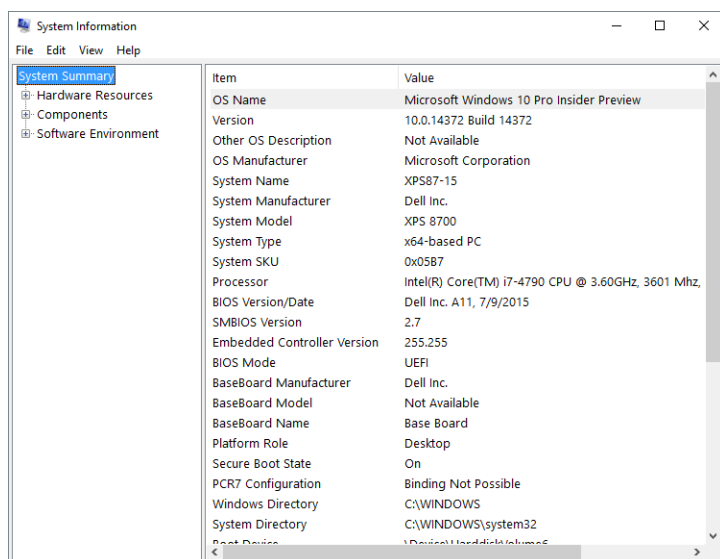 System Information
File Edit View Help
System Summary
Hardware Resources
Components
Software Environment
Item Value
OS Name Microsoft Windows 10 Pro Insider Preview
Version 10.0.14372 Build 14372
Other OS Description Not Available
OS Manufacturer Microsoft Corporation
System Name XPS87-15
System Manufacturer Dell Inc.
System Model XPS 8700
System Type x64-based PC
System SKU 0x05B7
Processor Intel(R) Core(TM) i7-4790 CPU @ 3.60GHz, 3601 Mhz,
BIOS Version/Date Dell Inc. A11, 7/9/2015
SMBIOS Version 2.7
Embedded Controller Version 255.255
BIOS Mode UEFI
BaseBoard Manufacturer Dell Inc.
BaseBoard Model Not Available
BaseBoard Name Base Board
Platform Role Desktop
Secure Boot State On
PCR7 Configuration Binding Not Possible
Windows Directory C:\WINDOWS
System Directory C:\WINDOWS\system32
Boot Device \Device\HarddiskVolume6